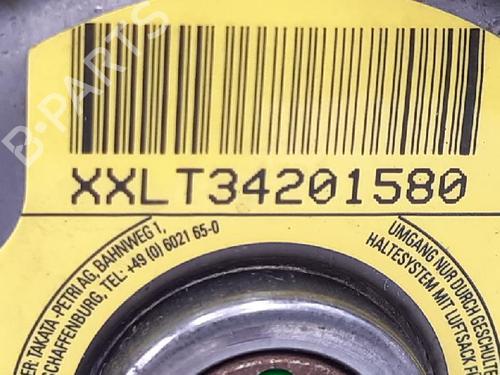 B-PARTS
XXLT34201580
ER: TAKATA-PETRI AG, BAHNWEG 1,
SCHAFFENBURG, TEL: +49 (0) 6021 65-0
UMGANG NUR DURCH GESCHULTE
HALTESYSTEM MIT LUFTSACK, F